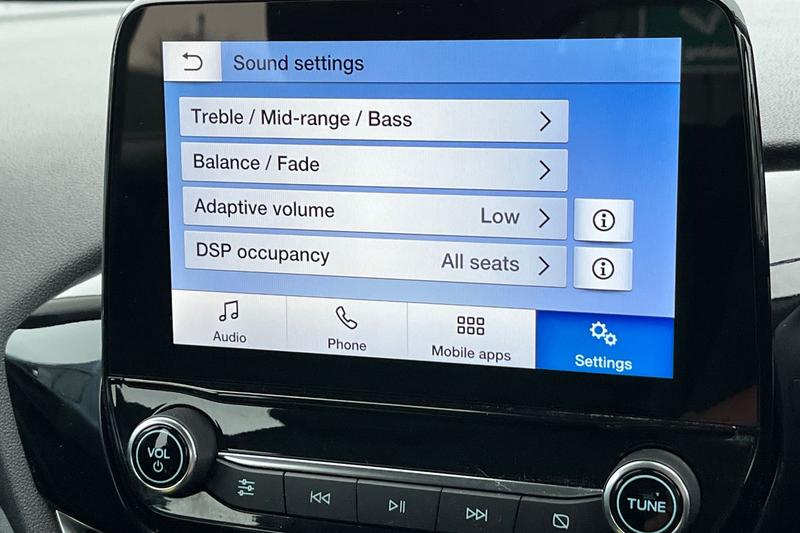 Sound settings
Treble / Mid-range / Bass
Balance / Fade
Adaptive volume Low
DSP occupancy All seats
Audio Phone Mobile apps Settings
VOL
TUNE